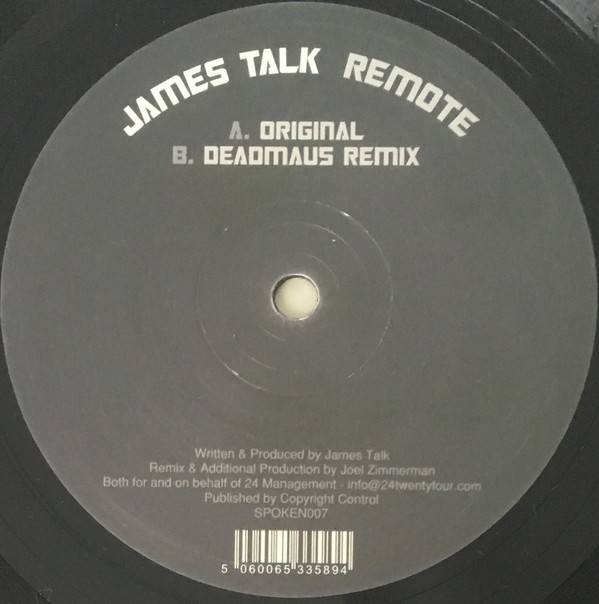 JAMES TALK REMOTE
A. ORIGINAL
B. DEADMAUS REMIX
Written & Produced by James Talk
Remix & Additional Production by Joel Zimmerman
Both for and on behalf of 24 Management - info@24twentyfour.com
Published by Copyright Control
SPOKEN007
5 060065 335894